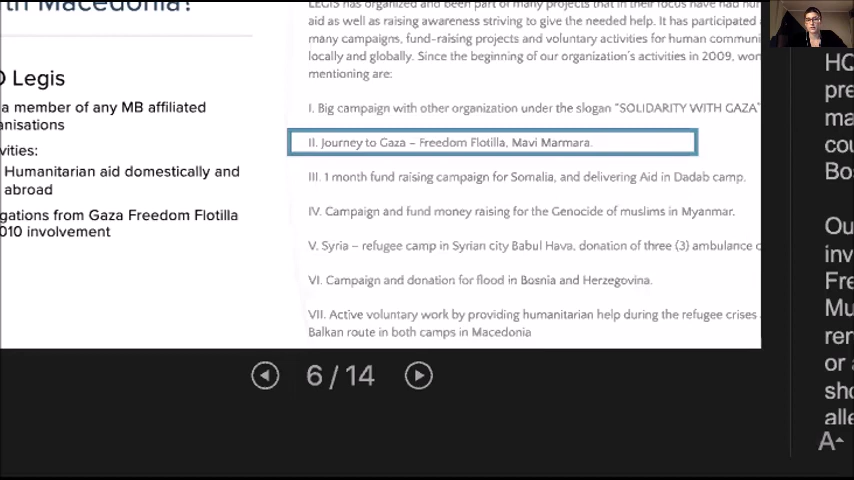 th Macedonia?
O Legis
a member of any MB affiliated
anisations
vities:
Humanitarian aid domestically and
abroad
gations from Gaza Freedom Flotilla
010 involvement
LEGIS has organized and been part of many projects that in their focus have had hu
aid as well as raising awareness striving to give the needed help. It has participated
many campaigns, fund-raising projects and voluntary activities for human communi
locally and globally. Since the beginning of our organization's activities in 2009, wor
mentioning are:
I. Big campaign with other organization under the slogan "SOLIDARITY WITH GAZA"
II. Journey to Gaza – Freedom Flotilla, Mavi Marmara.
III. 1 month fund raising campaign for Somalia, and delivering Aid in Dadab camp.
IV. Campaign and fund money raising for the Genocide of muslims in Myanmar.
V. Syria – refugee camp in Syrian city Babul Hava, donation of three (3) ambulance c
VI. Campaign and donation for flood in Bosnia and Herzegovina.
VII. Active voluntary work by providing humanitarian help during the refugee crises
Balkan route in both camps in Macedonia
6 / 14
HQ
pre
ma
cou
Bos
Ou
inv
Fre
Mu
ren
or a
sho
alle
A